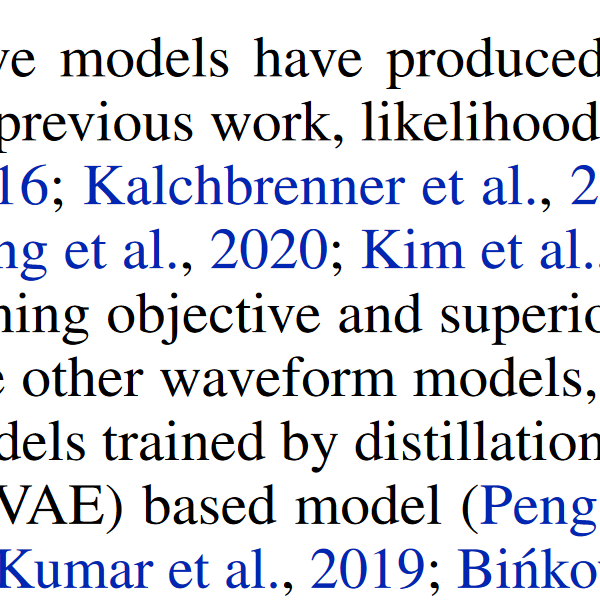 ve models have produced
previous work, likelihood
16; Kalchbrenner et al., 2
ng et al., 2020; Kim et al.
ning objective and superio
e other waveform models,
dels trained by distillation
VAE) based model (Peng
Kumar et al., 2019; Bińko